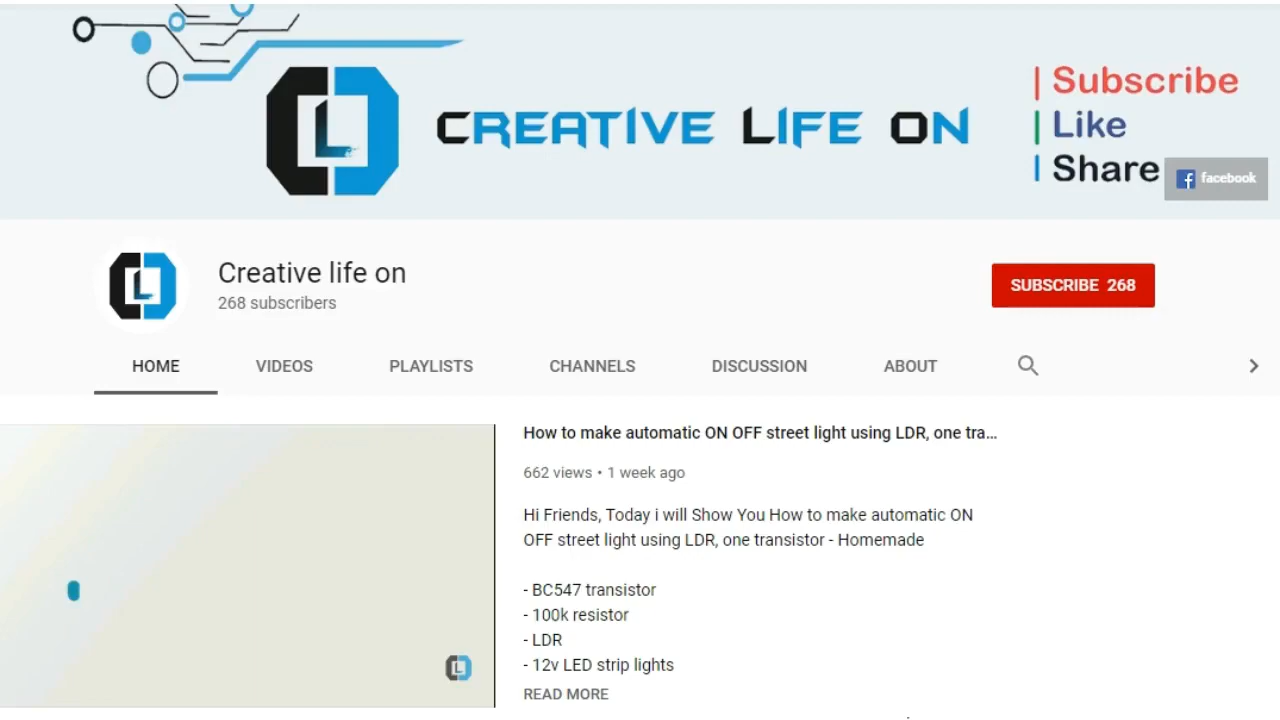 CREATIVE LIFE ON
Subscribe
Like
Share
facebook
Creative life on
268 subscribers
SUBSCRIBE 268
HOME VIDEOS PLAYLISTS CHANNELS DISCUSSION ABOUT
How to make automatic ON OFF street light using LDR, one tra...
662 views • 1 week ago
Hi Friends, Today i will Show You How to make automatic ON
OFF street light using LDR, one transistor - Homemade
- BC547 transistor
- 100k resistor
- LDR
- 12v LED strip lights
READ MORE